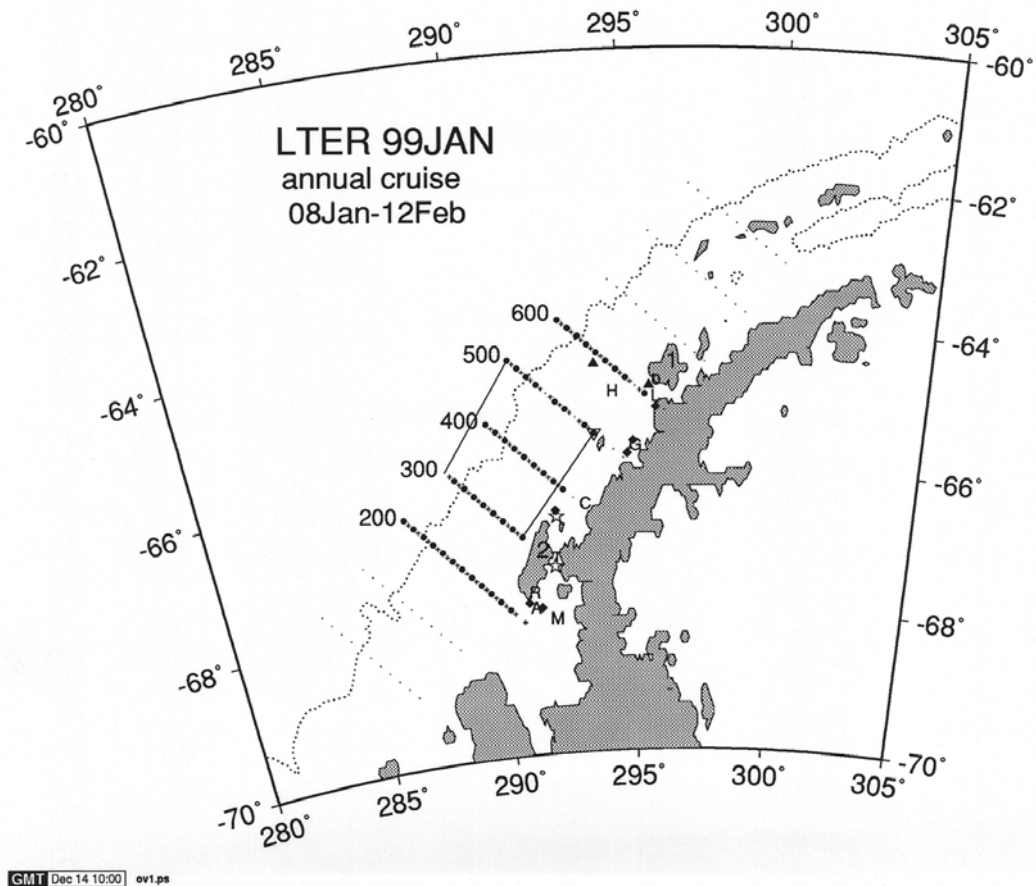 280° 285° 290° 295° 300° 305°
-60° -60°
LTER 99JAN
annual cruise
08Jan-12Feb
-62° -62°
600
-64° -64°
500
1
H
L
400
G
300
C
-66° -66°
200
2
R
A
M
-68° -68°
-70° -70°
280° 285° 290° 295° 300° 305°
GMT Dec 14 10:00 ov1.ps